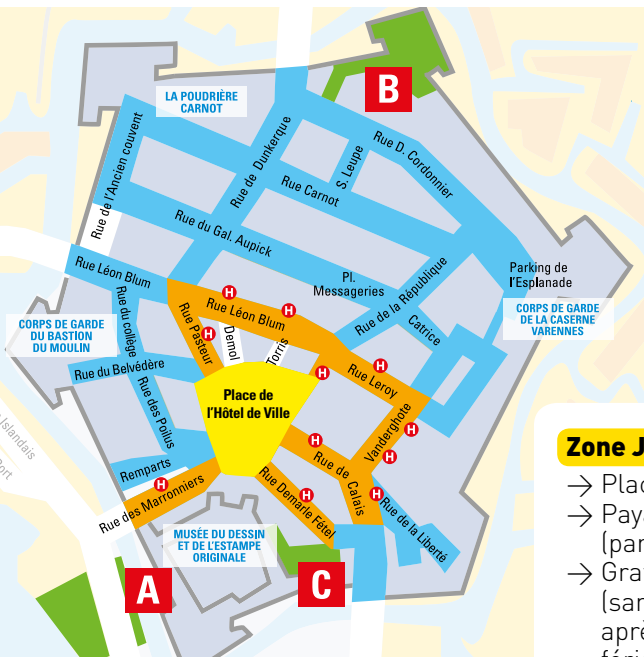 B
LA POUDRIÈRE
CARNOT
Rue de Dunkerque
Rue D. Cordonnier
S. Leupe
Rue Carnot
Rue de l'Ancien couvent
Rue du Gal. Aupick
Rue Léon Blum
Pl.
Messageries
Rue de la République
Parking de
l'Esplanade
CORPS DE GARDE
DE LA CASERNE
VARENNES
Catrice
H
Rue Léon Blum
H
H
Rue Pasteur
Demol
Torris
CORPS DE GARDE
DU BASTION
DU MOULIN
Rue du collège
Rue du Belvédère
H
H
Rue Leroy
Place de
l'Hôtel de Ville
Rue des Poilus
Vanderghote
H
H
H
Rue de
Calais
Remparts
H
Rue des Marronniers
H
Rue Demarle Fétel
H
Rue de la Liberté
MUSÉE DU DESSIN
ET DE L'ESTAMPE
ORIGINALE
A
C
Islandais
Port
Zone J
→ Plac
→ Pay
(par
→ Gra
(sar
aprè
féri